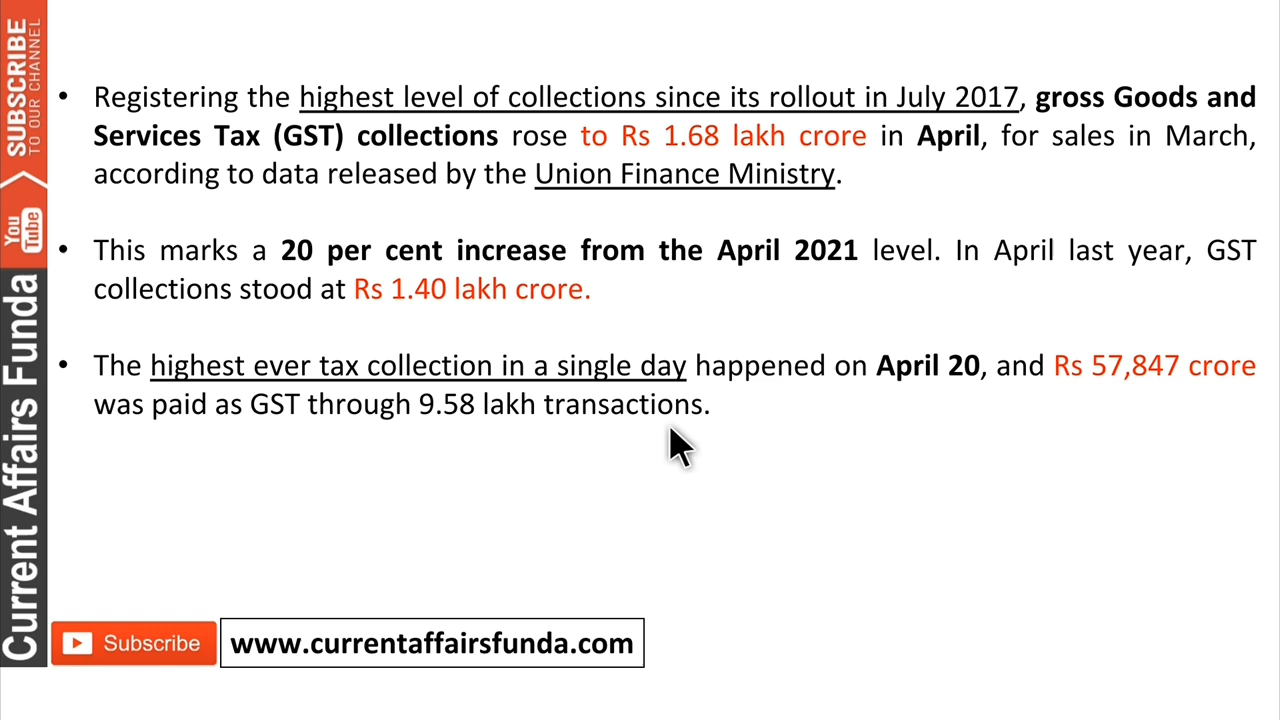 SUBSCRIBE
TO OUR CHANNEL
You
Tube
Current Affairs Funda
• Registering the highest level of collections since its rollout in July 2017, gross Goods and
Services Tax (GST) collections rose to Rs 1.68 lakh crore in April, for sales in March,
according to data released by the Union Finance Ministry.
• This marks a 20 per cent increase from the April 2021 level. In April last year, GST
collections stood at Rs 1.40 lakh crore.
• The highest ever tax collection in a single day happened on April 20, and Rs 57,847 crore
was paid as GST through 9.58 lakh transactions.
Subscribe
www.currentaffairsfunda.com